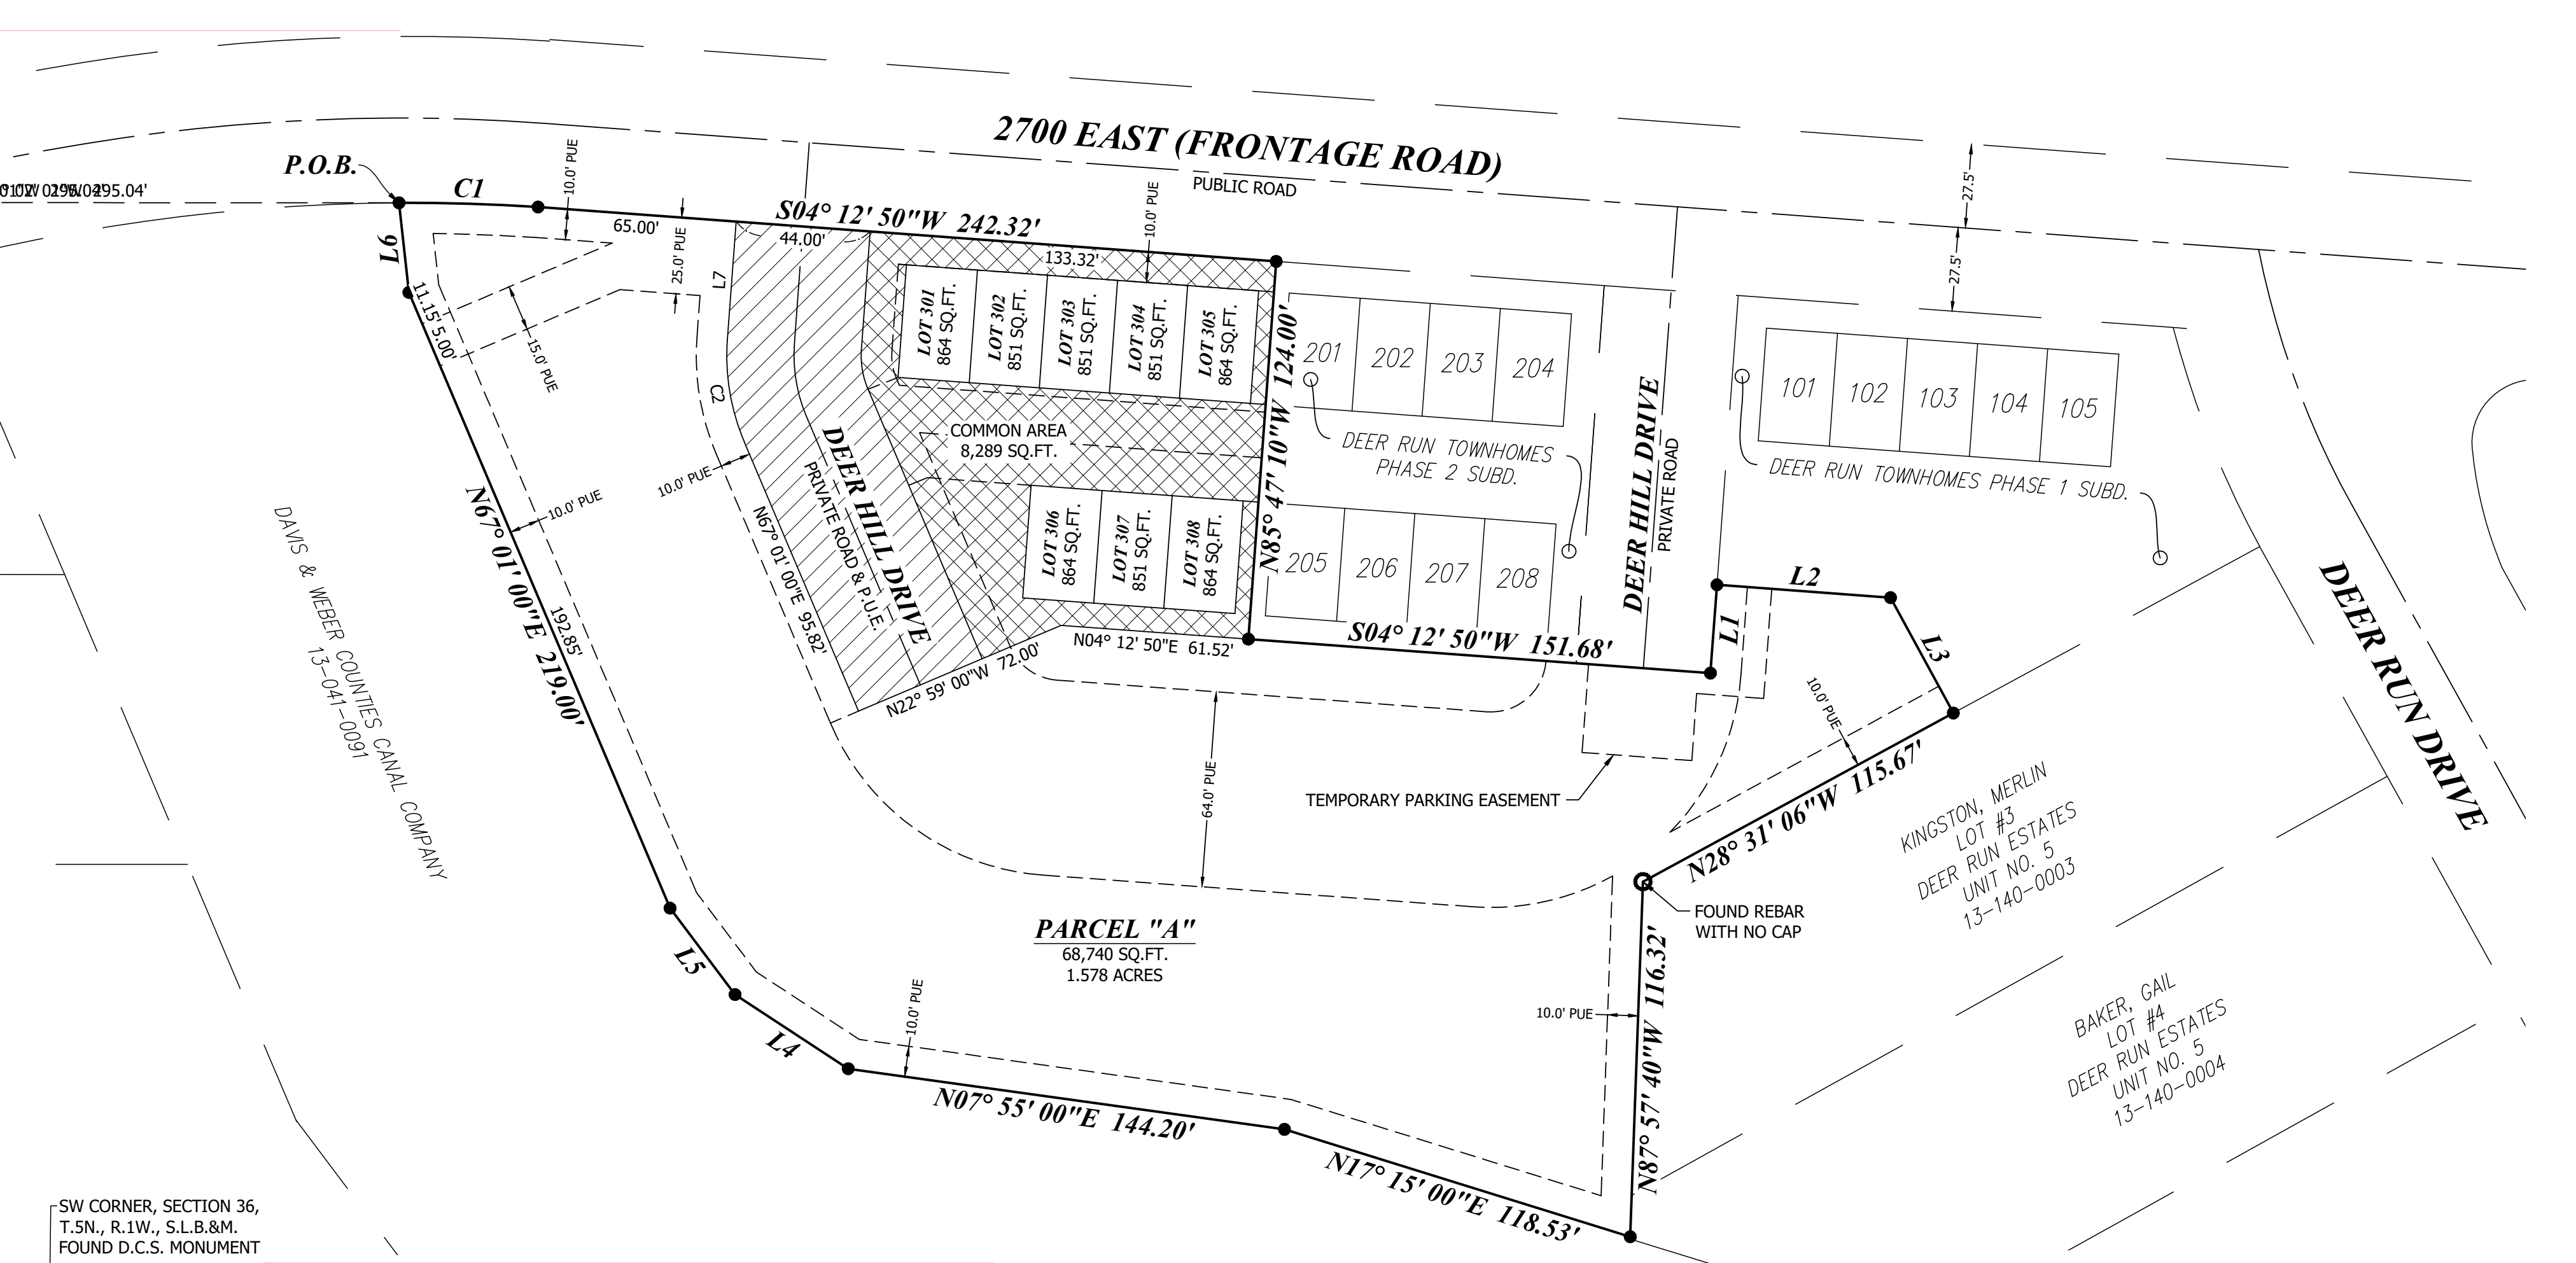 2700 EAST (FRONTAGE ROAD)
PUBLIC ROAD
P.O.B.
C1
10.0' PUE
65.00'
25.0' PUE
S04° 12' 50"W 242.32'
44.00'
133.32'
10.0' PUE
27.5'
27.5'
L6
L7
11.15'
5.00'
15.0' PUE
C2
LOT 301
864 SQ.FT.
LOT 302
851 SQ.FT.
LOT 303
851 SQ.FT.
LOT 304
851 SQ.FT.
LOT 305
864 SQ.FT.
N85° 47' 10"W 124.00'
201
202
203
204
101
102
103
104
105
COMMON AREA
8,289 SQ.FT.
DEER RUN TOWNHOMES
PHASE 2 SUBD.
DEER HILL DRIVE
PRIVATE ROAD
DEER RUN TOWNHOMES PHASE 1 SUBD.
DEER HILL DRIVE
PRIVATE ROAD & P.U.E.
10.0' PUE
10.0' PUE
N67° 01' 00"E 95.82'
N67° 01' 00"E 219.00'
192.85'
LOT 306
864 SQ.FT.
LOT 307
851 SQ.FT.
LOT 308
864 SQ.FT.
205
206
207
208
DAVIS & WEBER COUNTIES CANAL COMPANY
13-041-0091
N22° 59' 00"W 72.00'
N04° 12' 50"E 61.52'
S04° 12' 50"W 151.68'
L1
L2
L3
DEER RUN DRIVE
10.0' PUE
64.0' PUE
TEMPORARY PARKING EASEMENT
N28° 31' 06"W 115.67'
KINGSTON, MERLIN
LOT #3
DEER RUN ESTATES
UNIT NO. 5
13-140-0003
FOUND REBAR
WITH NO CAP
PARCEL "A"
68,740 SQ.FT.
1.578 ACRES
L5
L4
10.0' PUE
10.0' PUE
N87° 57' 40"W 116.32'
BAKER, GAIL
LOT #4
DEER RUN ESTATES
UNIT NO. 5
13-140-0004
N07° 55' 00"E 144.20'
N17° 15' 00"E 118.53'
SW CORNER, SECTION 36,
T.5N., R.1W., S.L.B.&M.
FOUND D.C.S. MONUMENT